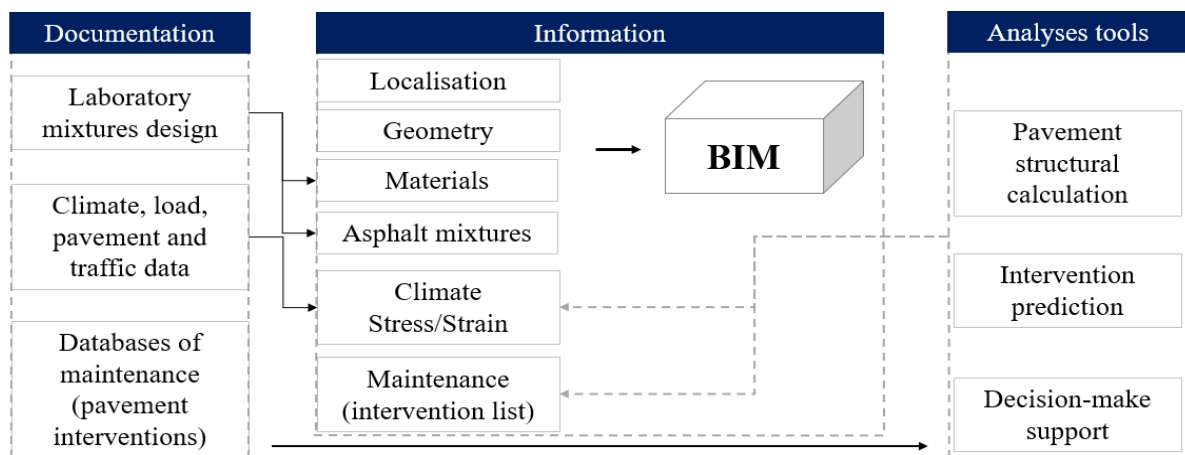 Documentation
Laboratory
mixtures design
Climate, load,
pavement and
traffic data
Databases of
maintenance
(pavement
interventions)
Information
Localisation
Geometry
Materials
Asphalt mixtures
Climate
Stress/Strain
Maintenance
(intervention list)
BIM
Analyses tools
Pavement
structural
calculation
Intervention
prediction
Decision-make
support